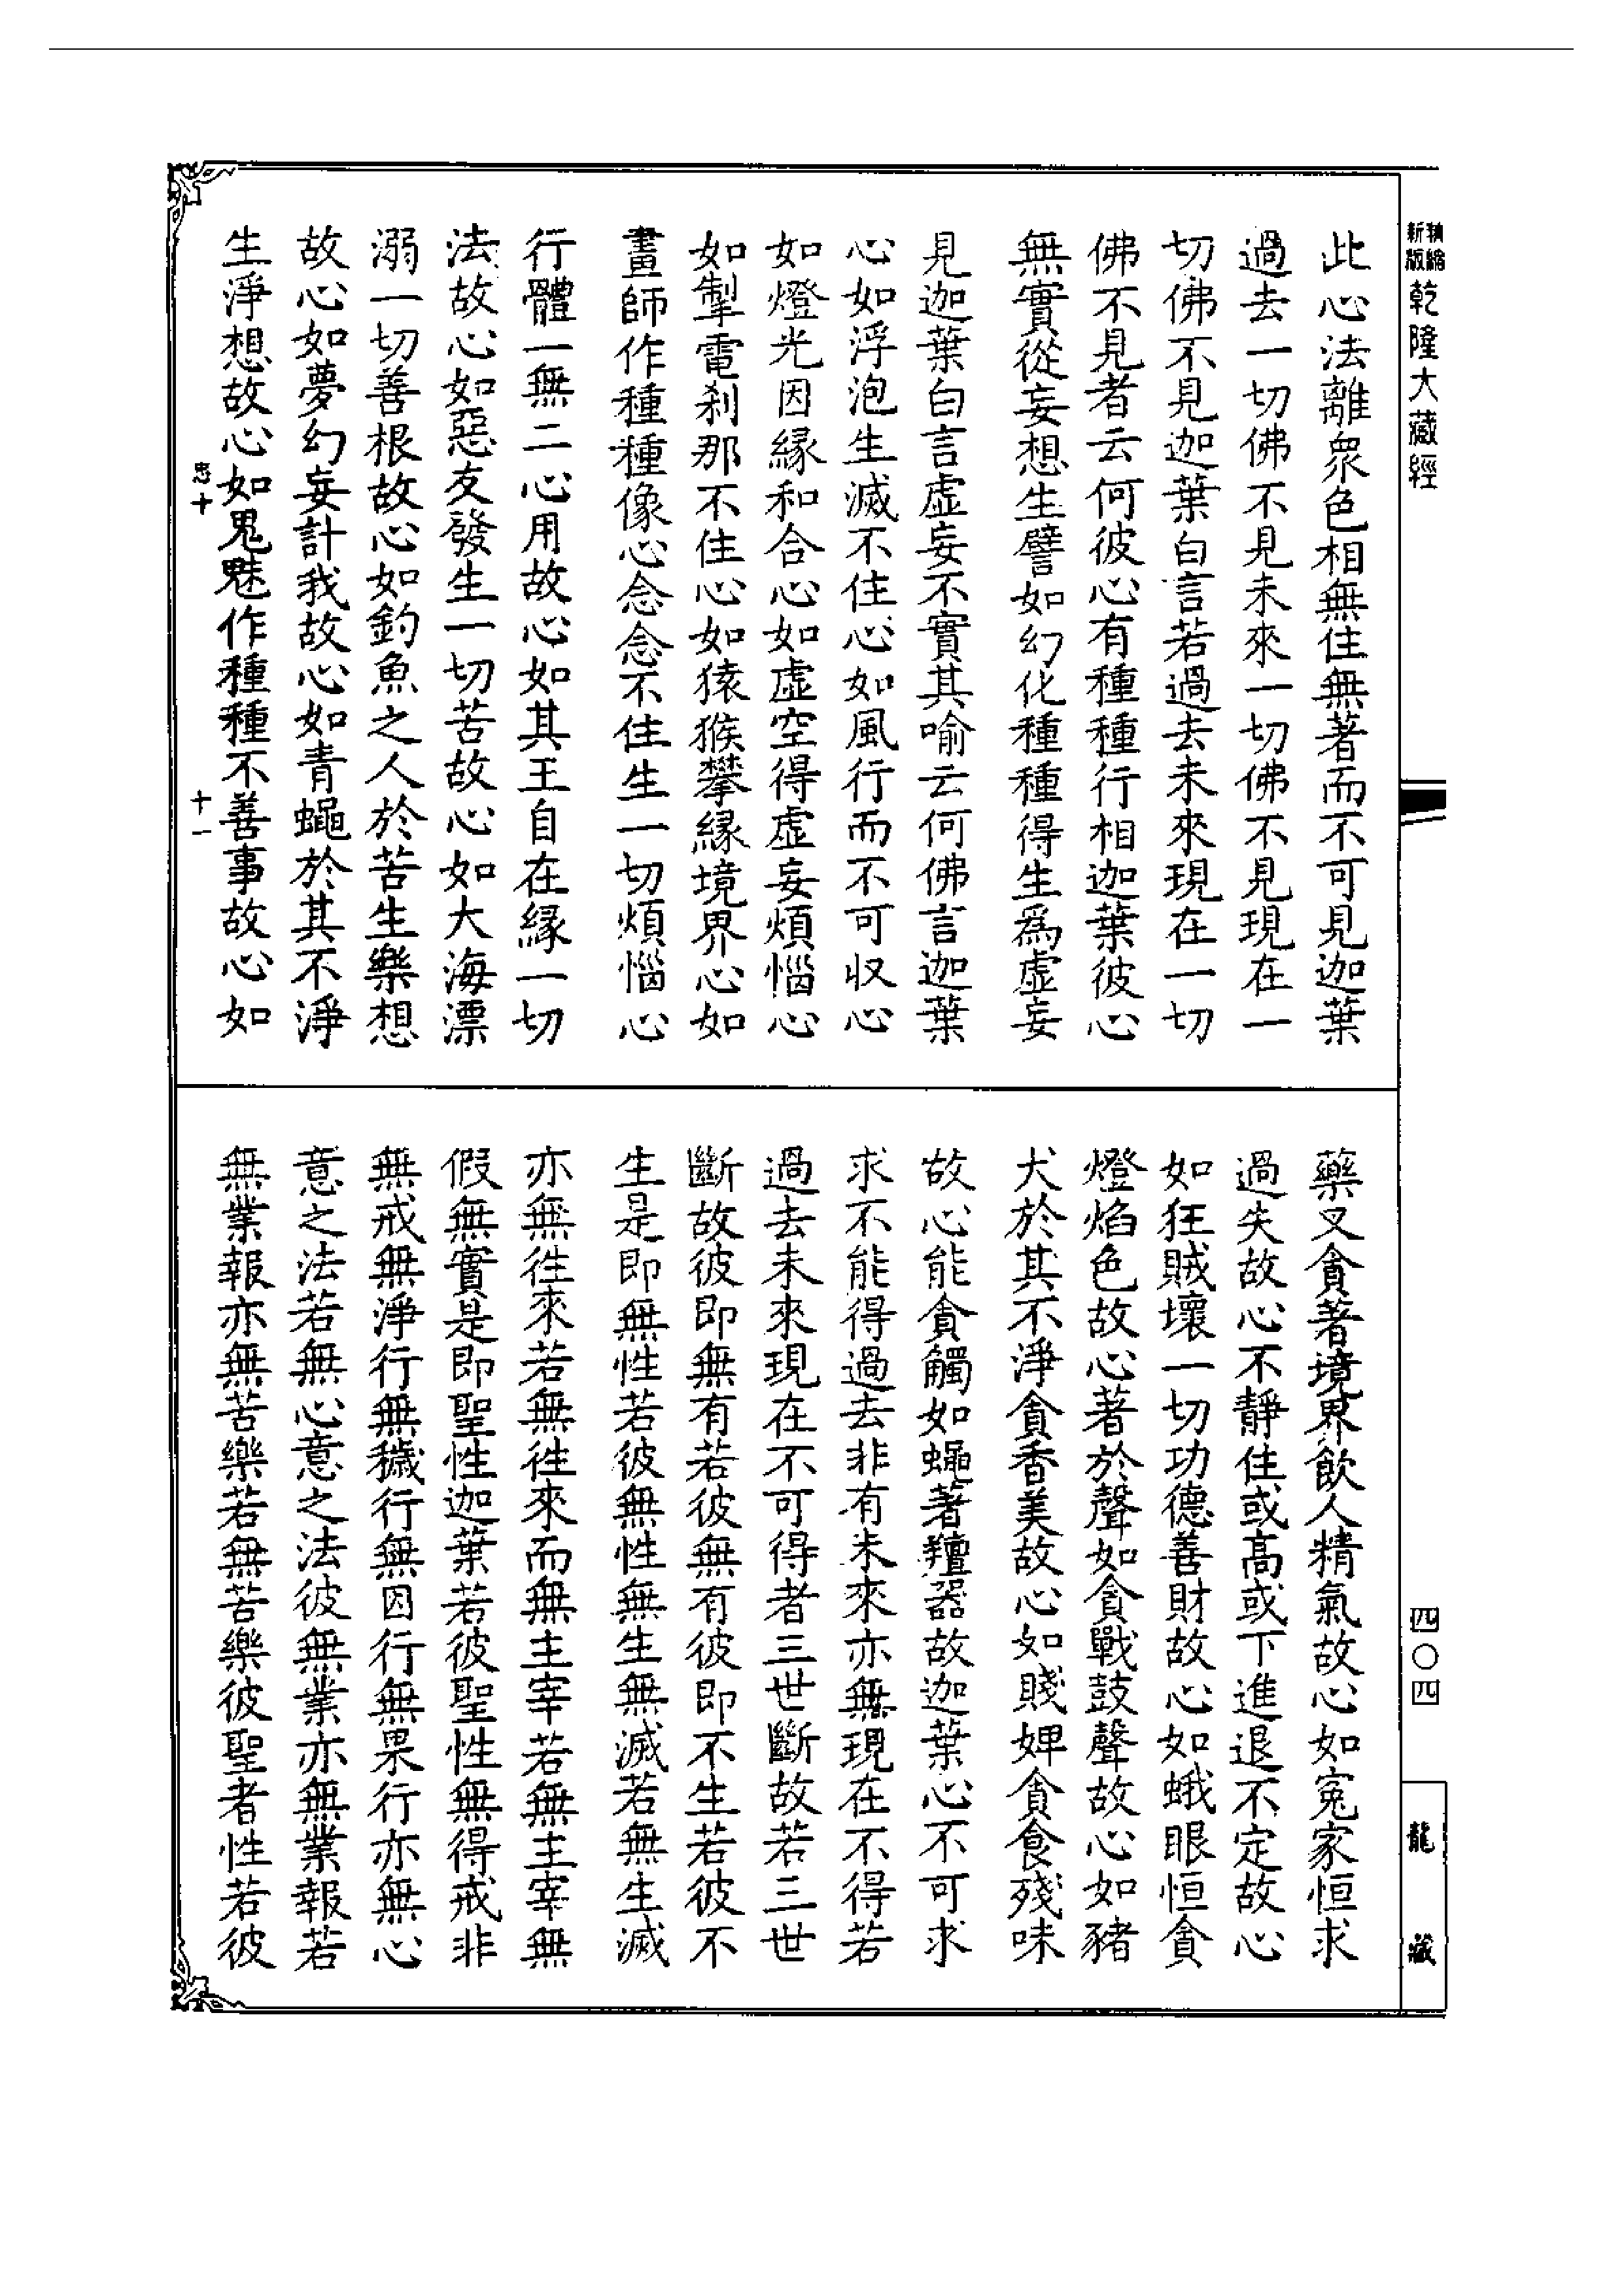 新編縮版乾隆大藏經
四〇四
龍藏
此心法離衆色相無住無著而不可見迦葉
過去一切佛不見未來一切佛不見現在一
切佛不見迦葉白言若過去未來現在一切
佛不見者云何彼心有種種行相迦葉彼心
無實從妄想生譬如幻化種種得生爲虛妄
見迦葉白言虛妄不實其喻云何佛言迦葉
心如浮泡生滅不住心如風行而不可收心
如燈光因緣和合心如虛空得虛妄煩惱心
如掣電剎那不住心如猿猴攀緣境界心如
畫師作種種像心念念不住生一切煩惱心
行體一無二心用故心如其王自在緣一切
法故心如惡友發生一切苦故心如大海漂
溺一切善根故心如釣魚之人於苦生樂想
故心如夢幻妄計我故心如青蠅於其不淨
生淨想故心如鬼魅作種種不善事故心如
忠十
十一
藥叉貪著境界飲人精氣故心如寃家恒求
過失故心不靜住或高或下進退不定故心
如狂賊壞一切功德善財故心如蛾眼恒貪
燈焰色故心著於聲如貪戰鼓聲故心如豬
犬於其不淨貪香美故心如賤婢貪食殘味
故心能貪觸如蠅著羶器故迦葉心不可求
求不能得過去非有未來亦無現在不得若
過去未來現在不可得者三世斷故若三世
斷故彼即無有若彼無有彼即不生若彼不
生是即無性若彼無性無生無滅若無生滅
亦無徃來若無徃來而無主宰若無主宰無
假無實是即聖性迦葉若彼聖性無得戒非
無戒無淨行無穢行無因行無果行亦無心
意之法若無心意之法彼無業亦無業報若
無業報亦無苦樂若無苦樂彼聖者性若彼